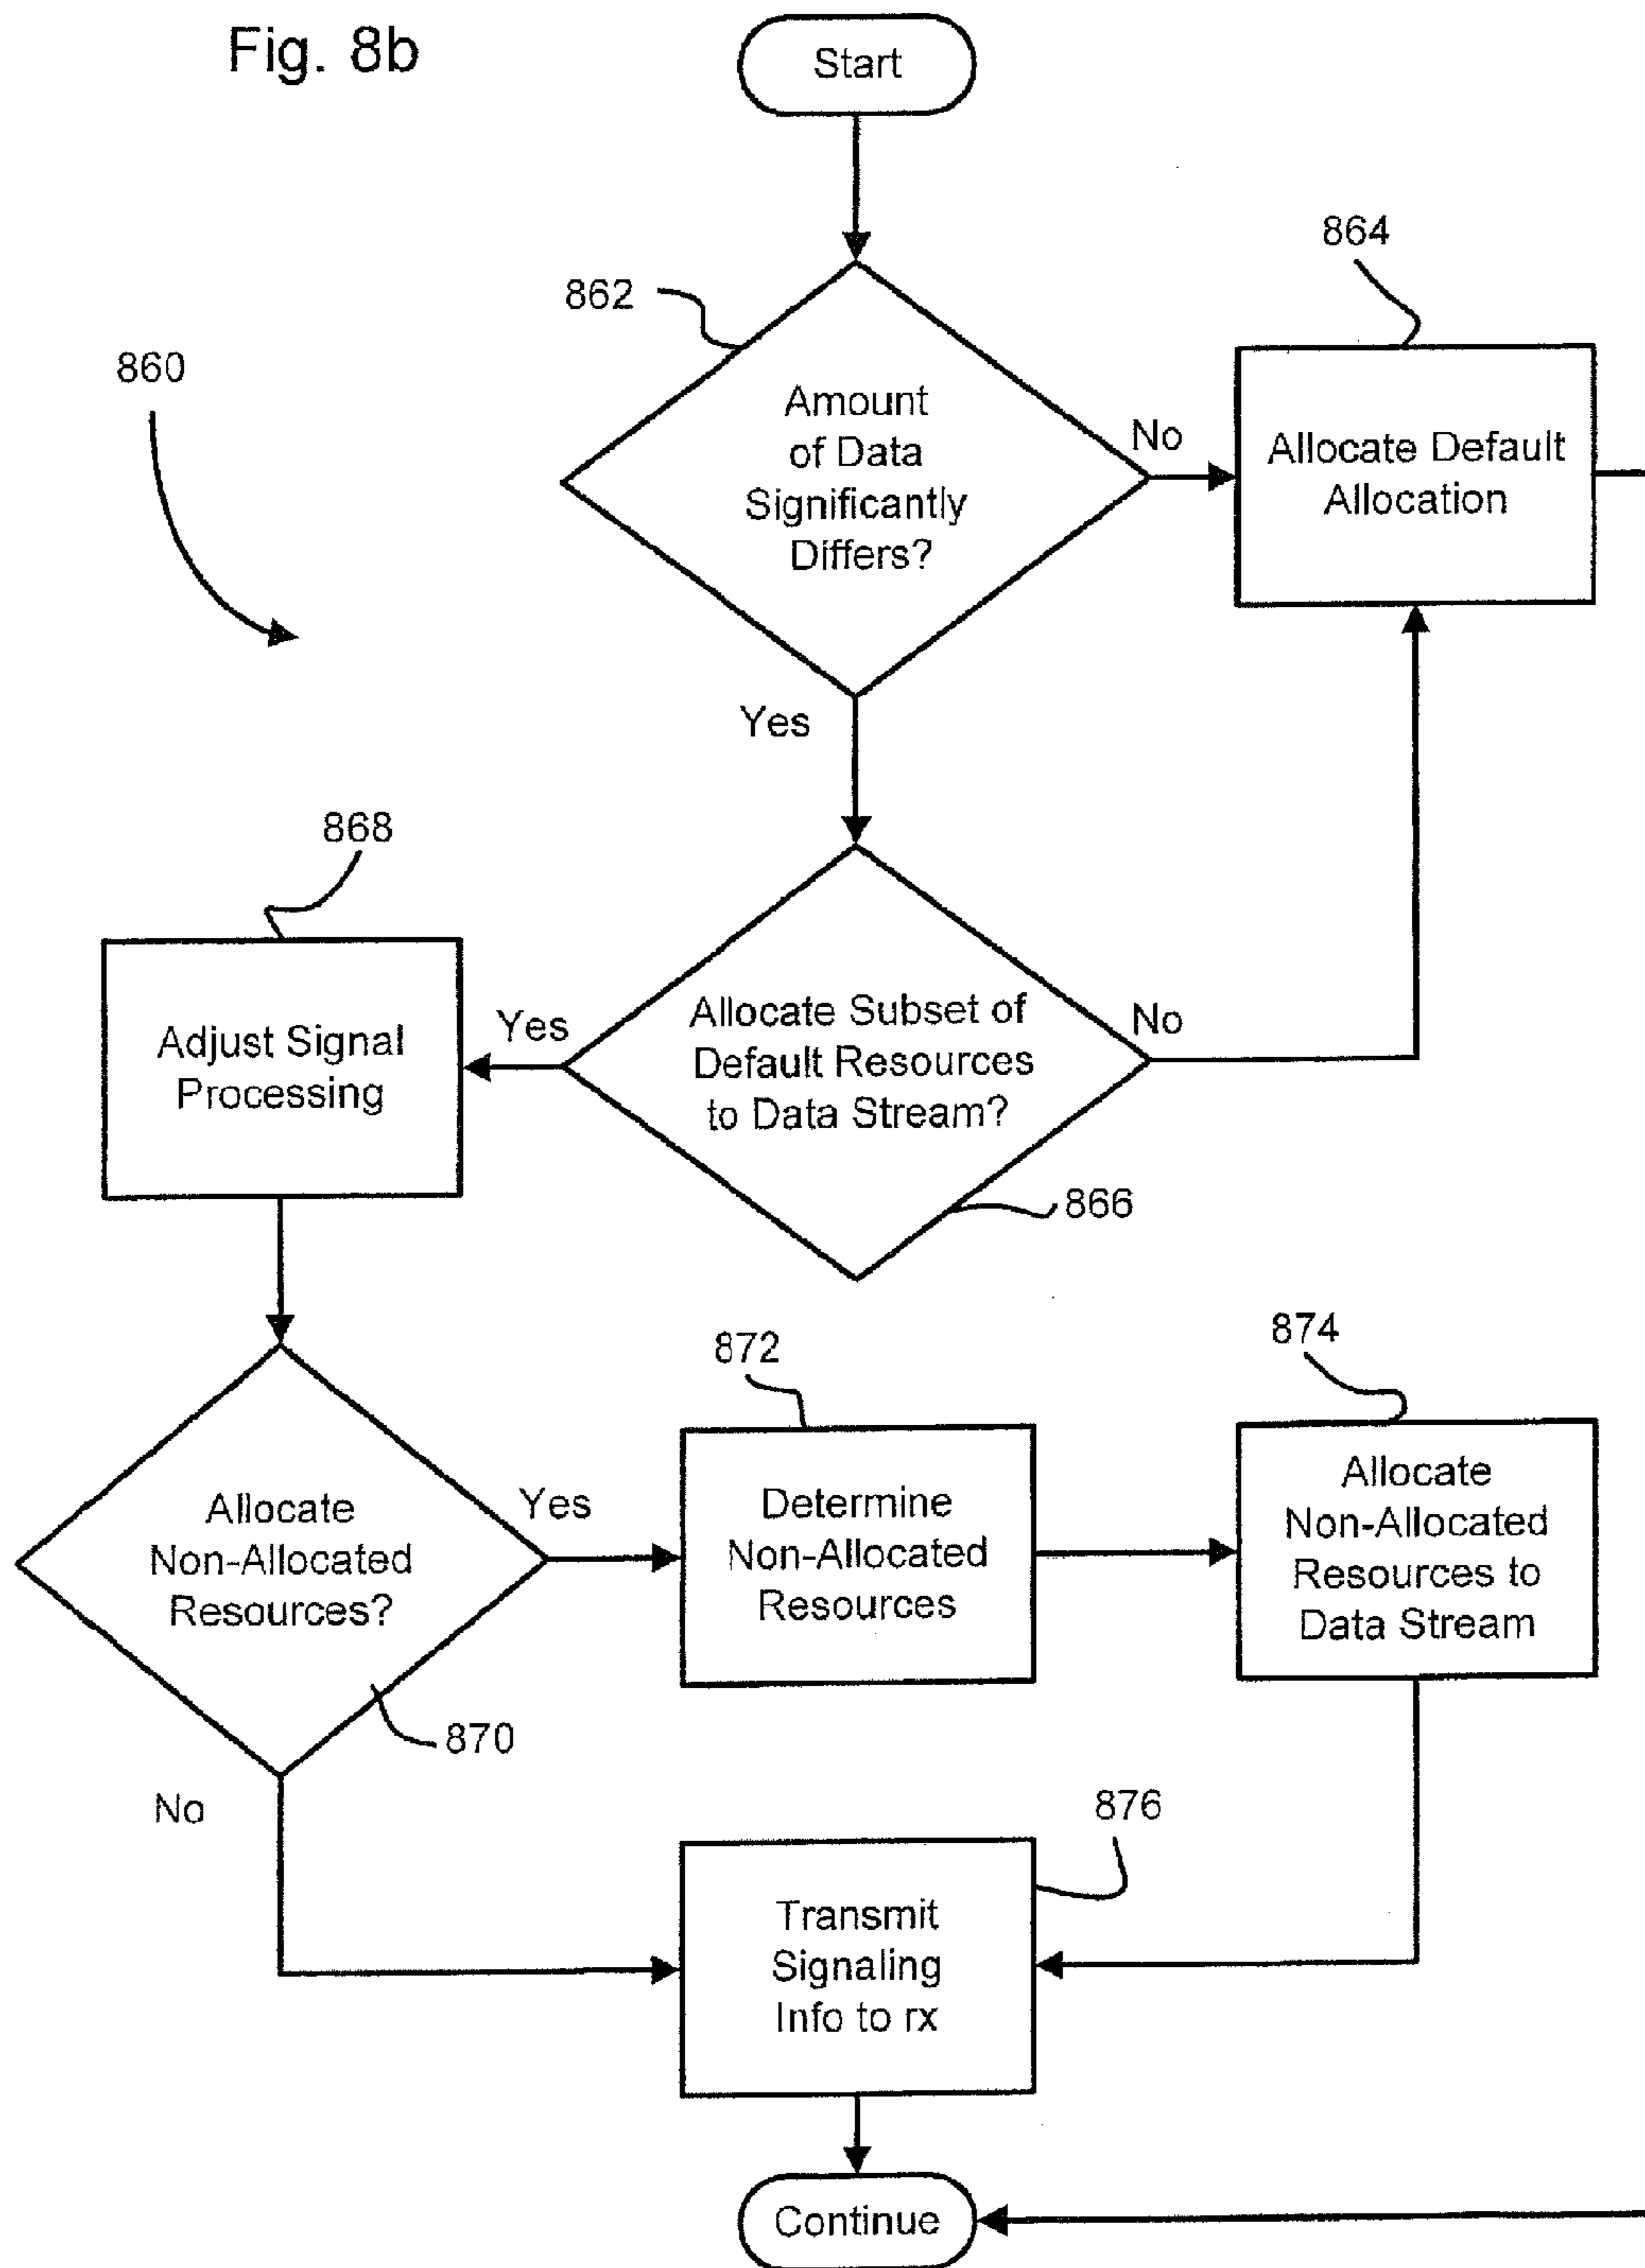 Fig. 8b
Start
864
862
860
Amount
of Data
Significantly
Differs?
No
Allocate Default
Allocation
Yes
868
Adjust Signal
Processing
Yes
Allocate Subset of
Default Resources
to Data Stream?
No
866
872
874
Allocate
Non-Allocated
Resources?
Yes
Determine
Non-Allocated
Resources
Allocate
Non-Allocated
Resources to
Data Stream
870
No
876
Transmit
Signaling
Info to rx
Continue